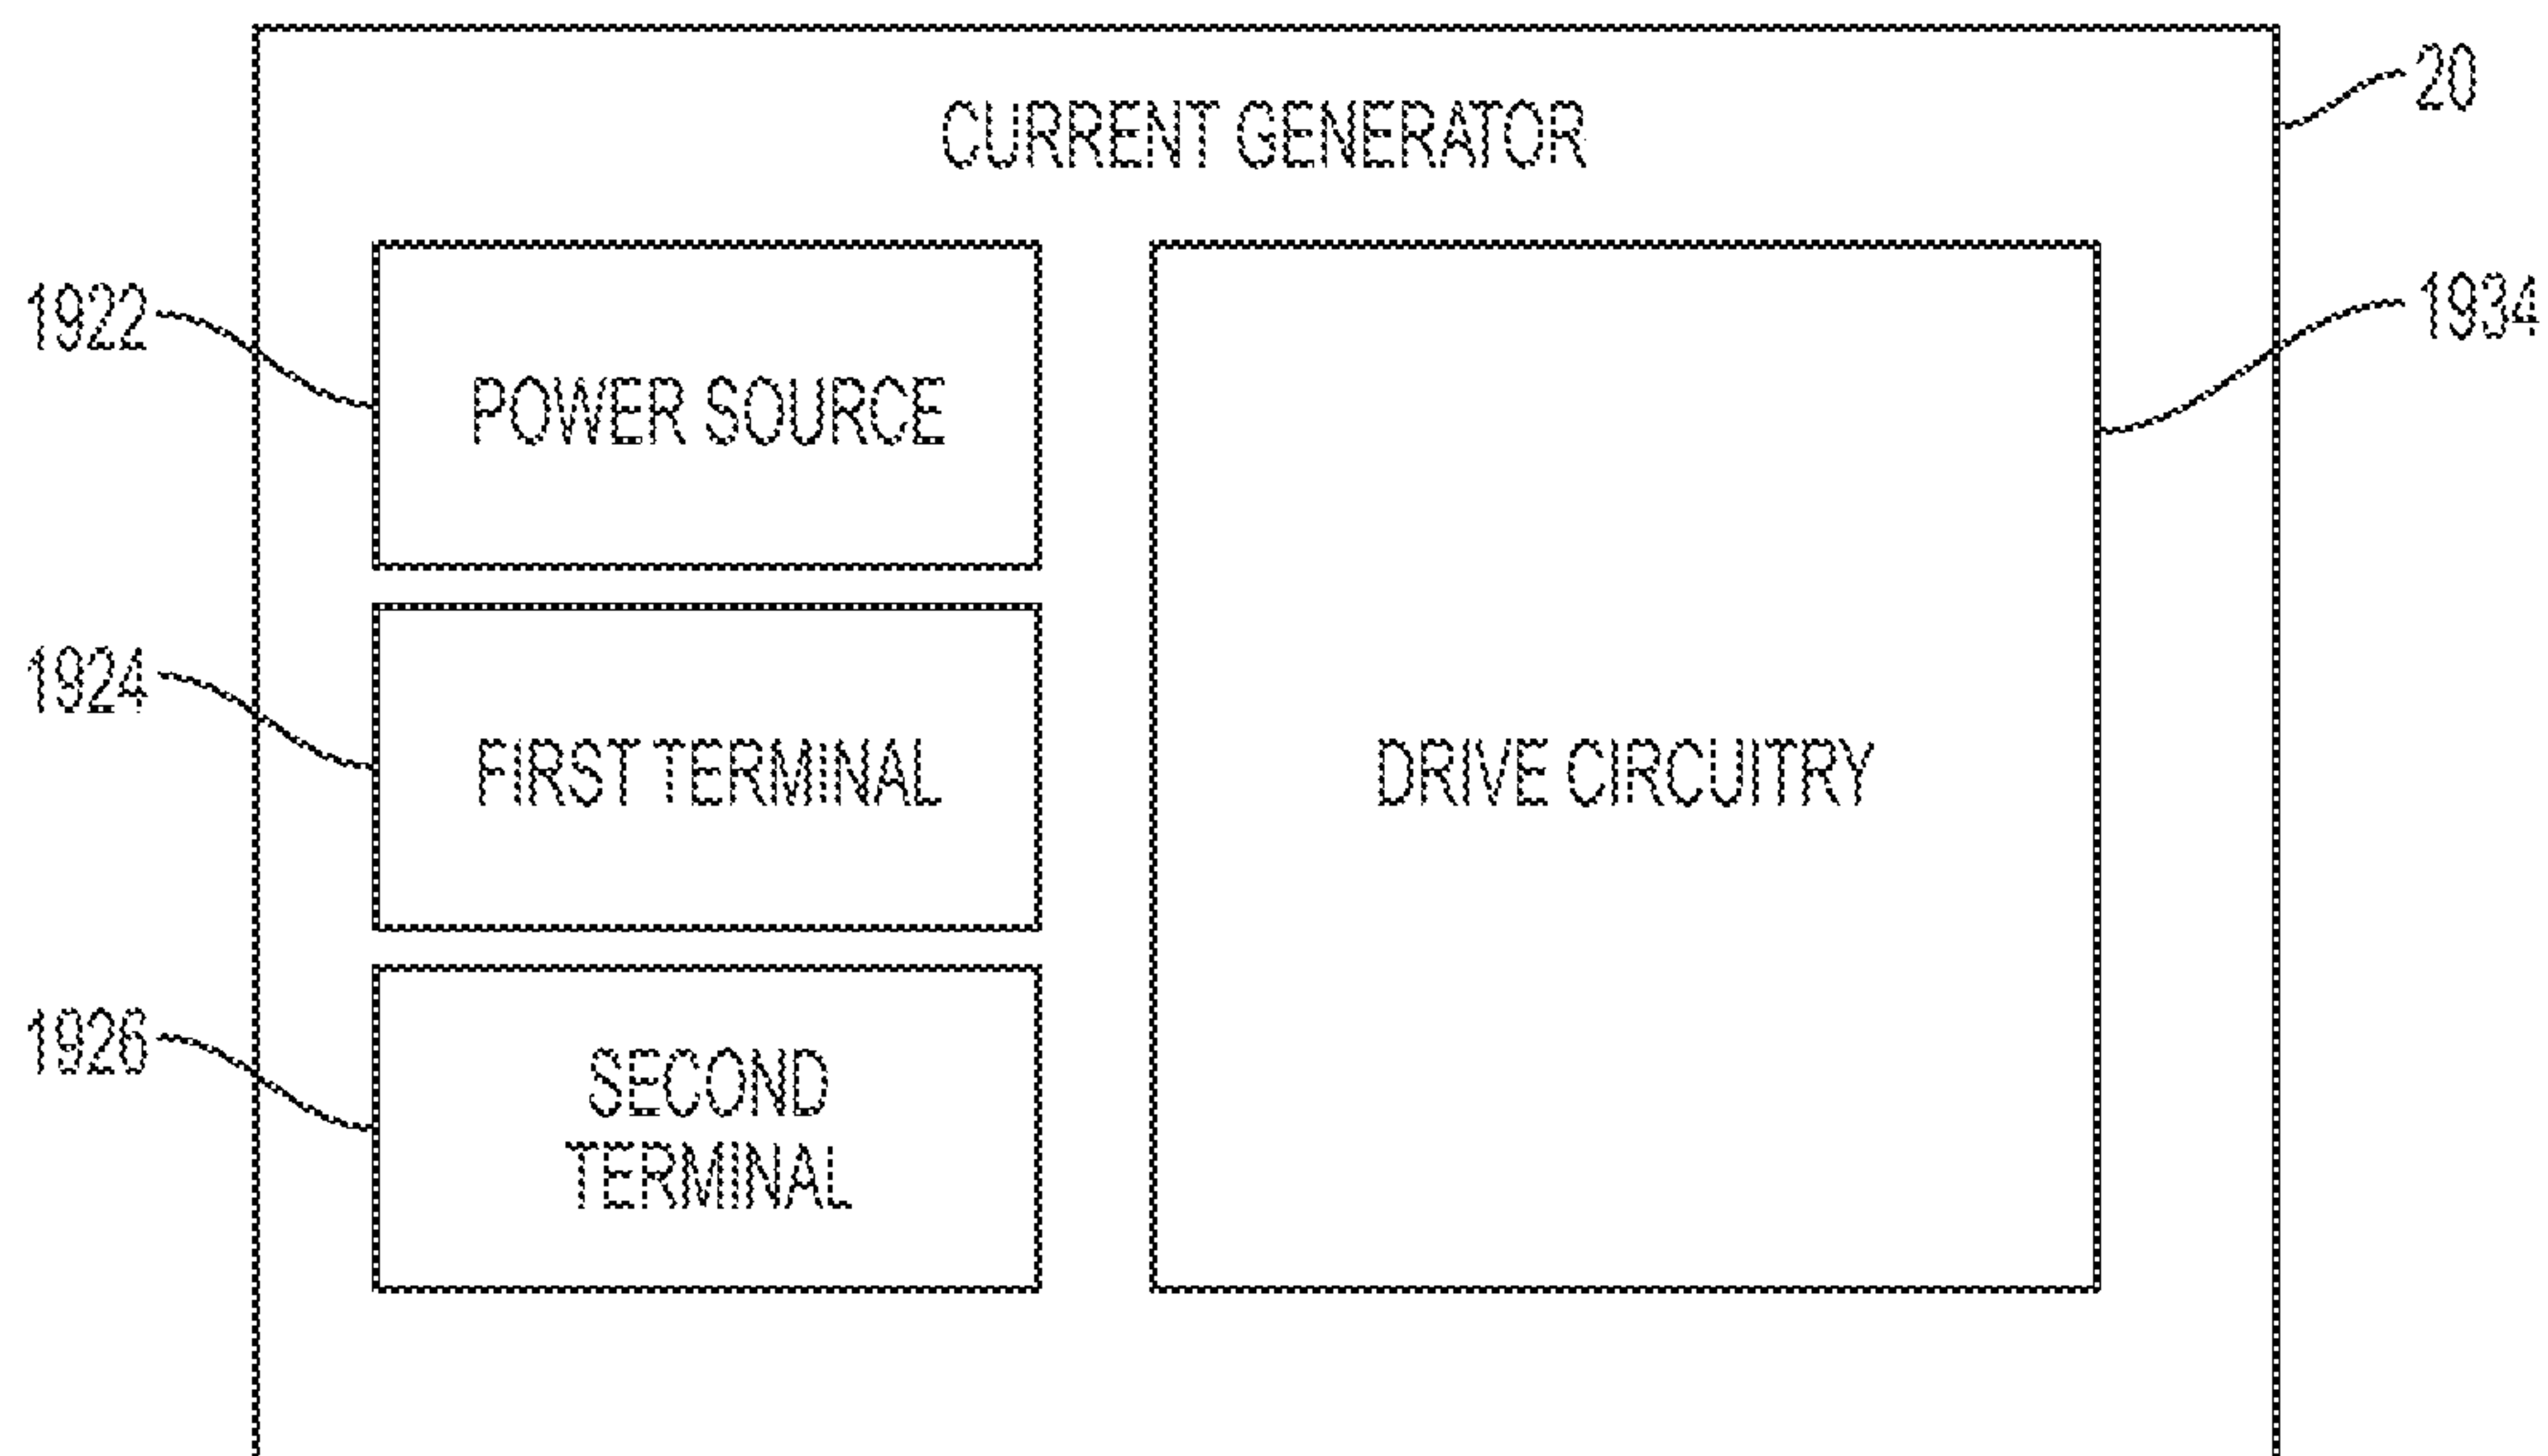 CURRENT GENERATOR
20
1922
POWER SOURCE
1934
1924
FIRST TERMINAL
DRIVE CIRCUITRY
1926
SECOND
TERMINAL